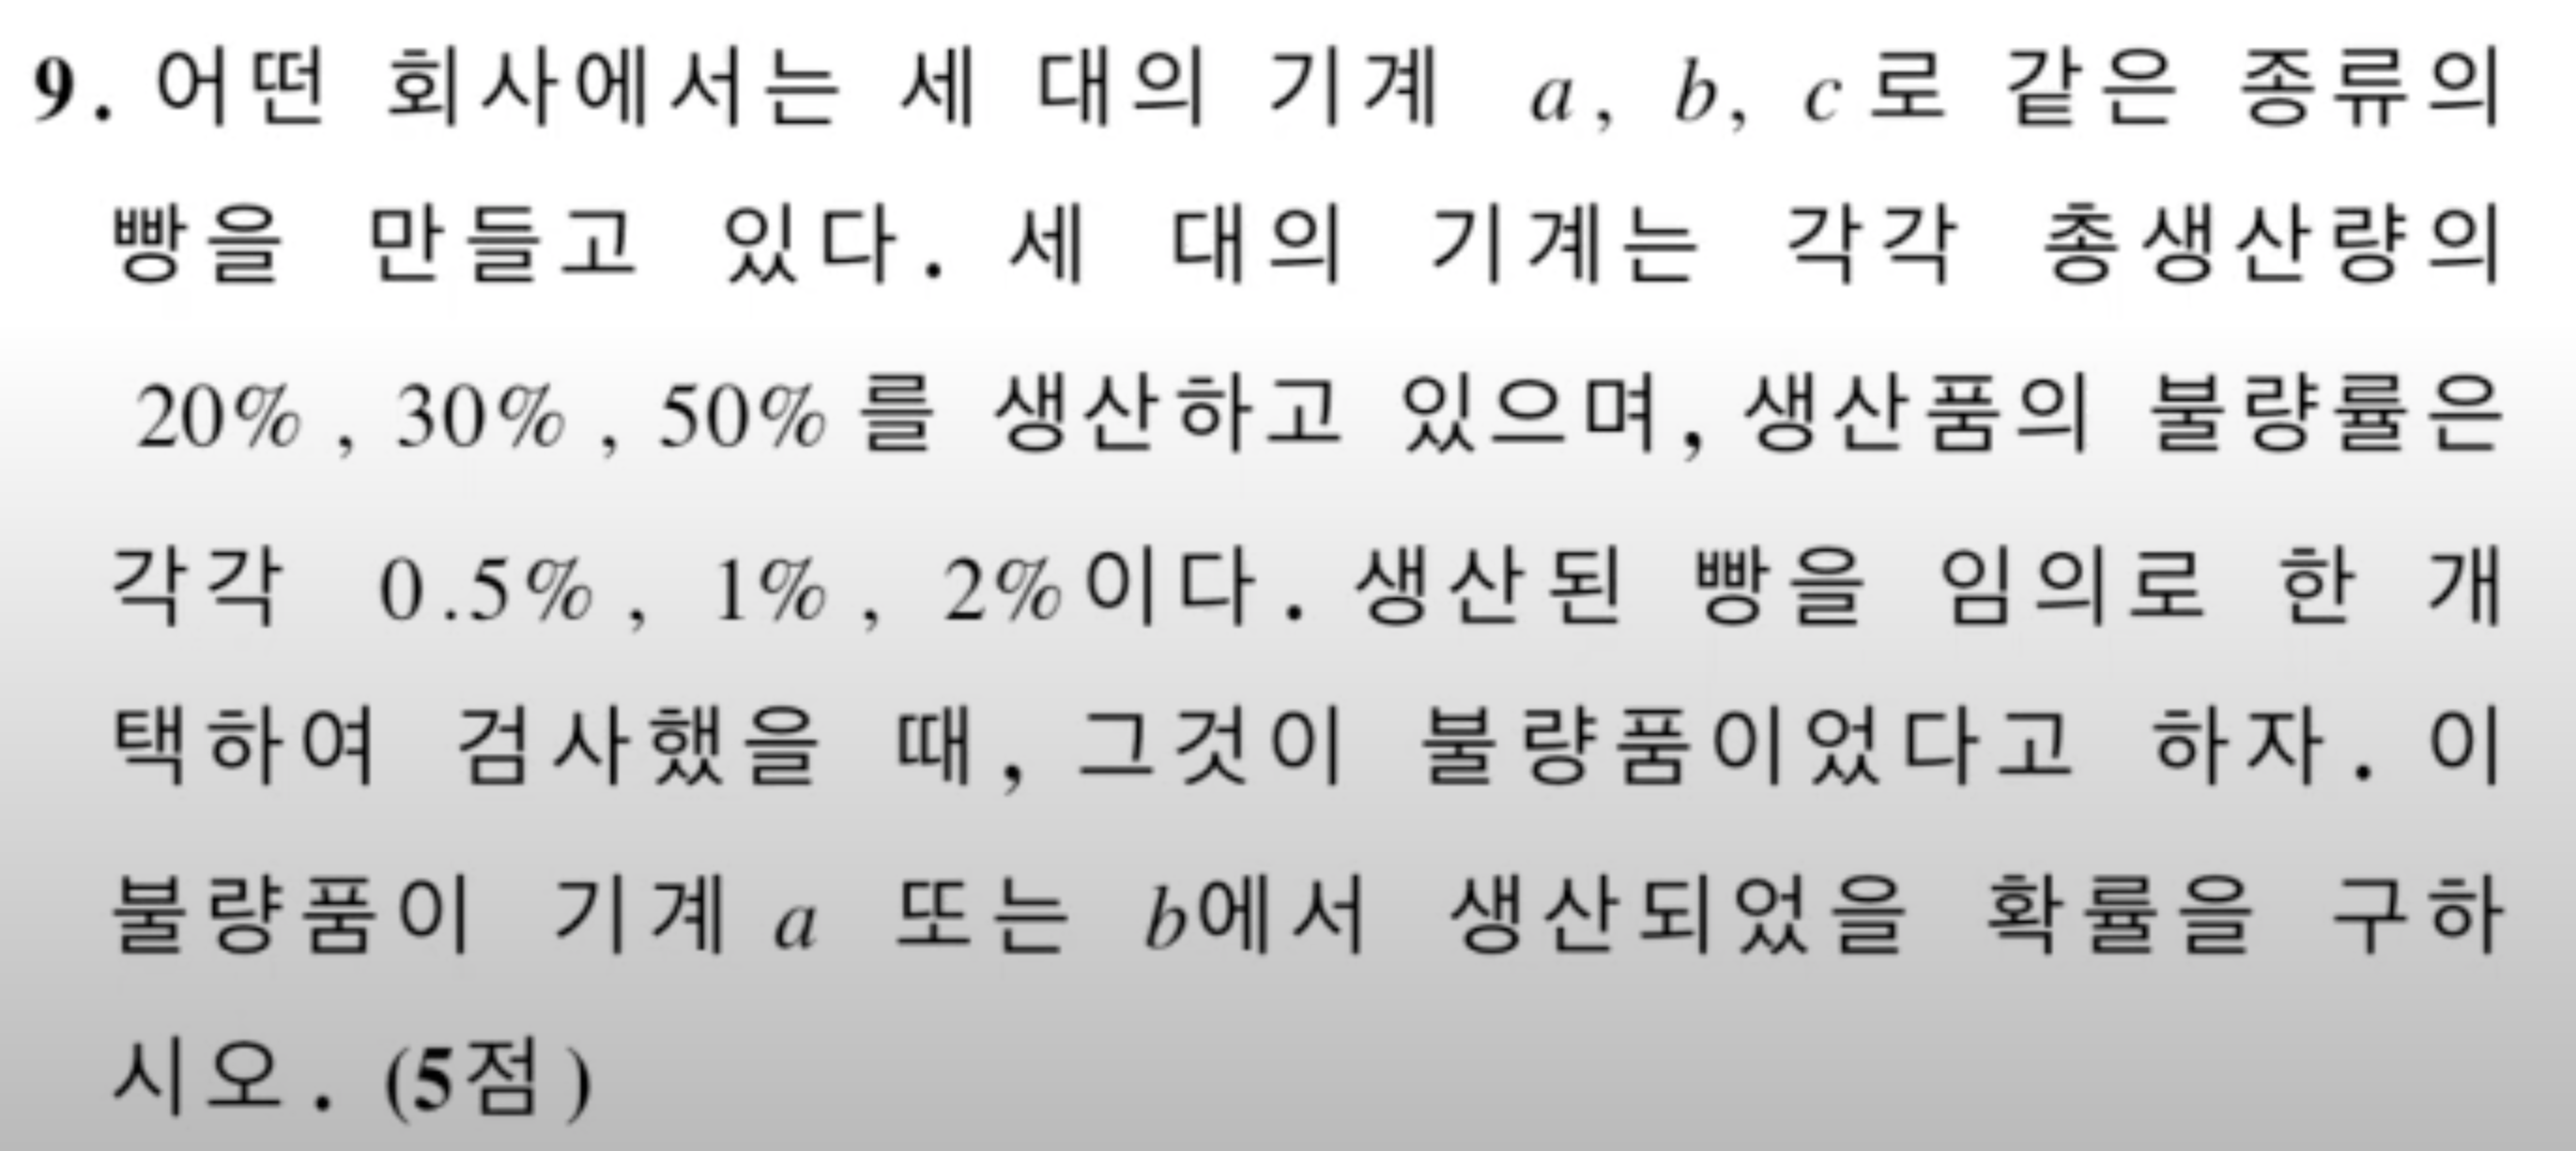 9. 어떤 회사에서는 세 대의 기계 a, b, c로 같은 종류의
빵을 만들고 있다. 세 대의 기계는 각각 총생산량의
20%, 30%, 50%를 생산하고 있으며, 생산품의 불량률은
각각 0.5%, 1%, 2%이다. 생산된 빵을 임의로 한 개
택하여 검사했을 때, 그것이 불량품이었다고 하자. 이
불량품이 기계 a 또는 b에서 생산되었을 확률을 구하
시오. (5점)